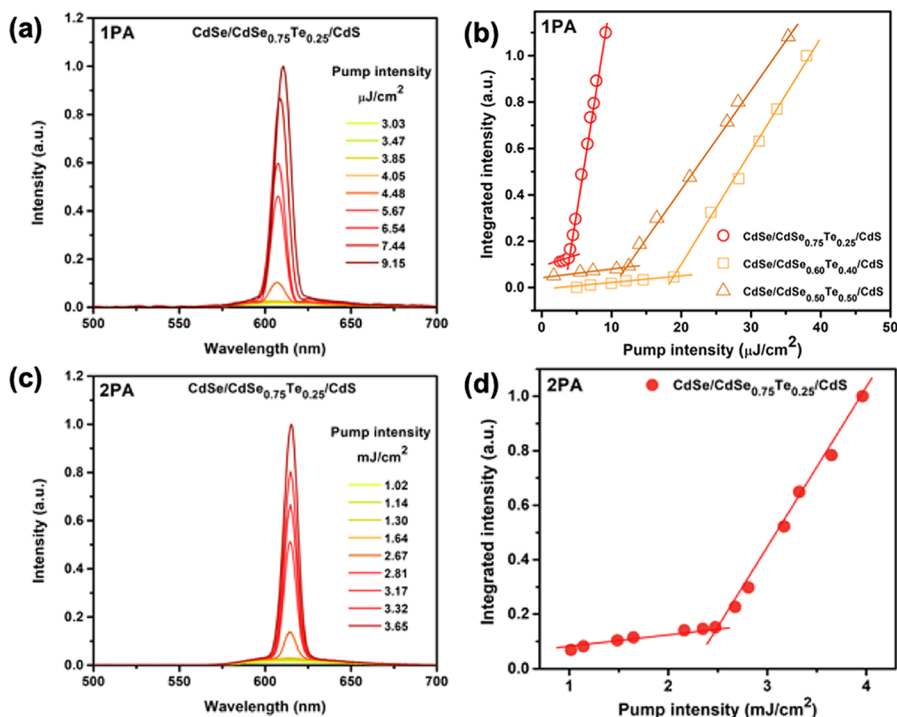 (a)
1PA
CdSe/CdSe0.75Te0.25/CdS
Pump intensity
μJ/cm2
3.03
3.47
3.85
4.05
4.48
5.67
6.54
7.44
9.15
Intensity (a.u.)
1.2
1.0
0.8
0.6
0.4
0.2
0.0
500 550 600 650 700
Wavelength (nm)
(b)
1PA
Integrated intensity (a.u.)
1.0
0.8
0.6
0.4
0.2
0.0
CdSe/CdSe0.75Te0.25/CdS
CdSe/CdSe0.60Te0.40/CdS
CdSe/CdSe0.50Te0.50/CdS
0 10 20 30 40 50
Pump intensity (μJ/cm2)
(c)
2PA
CdSe/CdSe0.75Te0.25/CdS
Pump intensity
mJ/cm2
1.02
1.14
1.30
1.64
2.67
2.81
3.17
3.32
3.65
Intensity (a.u.)
1.2
1.0
0.8
0.6
0.4
0.2
0.0
500 550 600 650 700
Wavelength (nm)
(d)
2PA
CdSe/CdSe0.75Te0.25/CdS
Integrated intensity (a.u.)
1.0
0.8
0.6
0.4
0.2
0.0
1 2 3 4
Pump intensity (mJ/cm2)